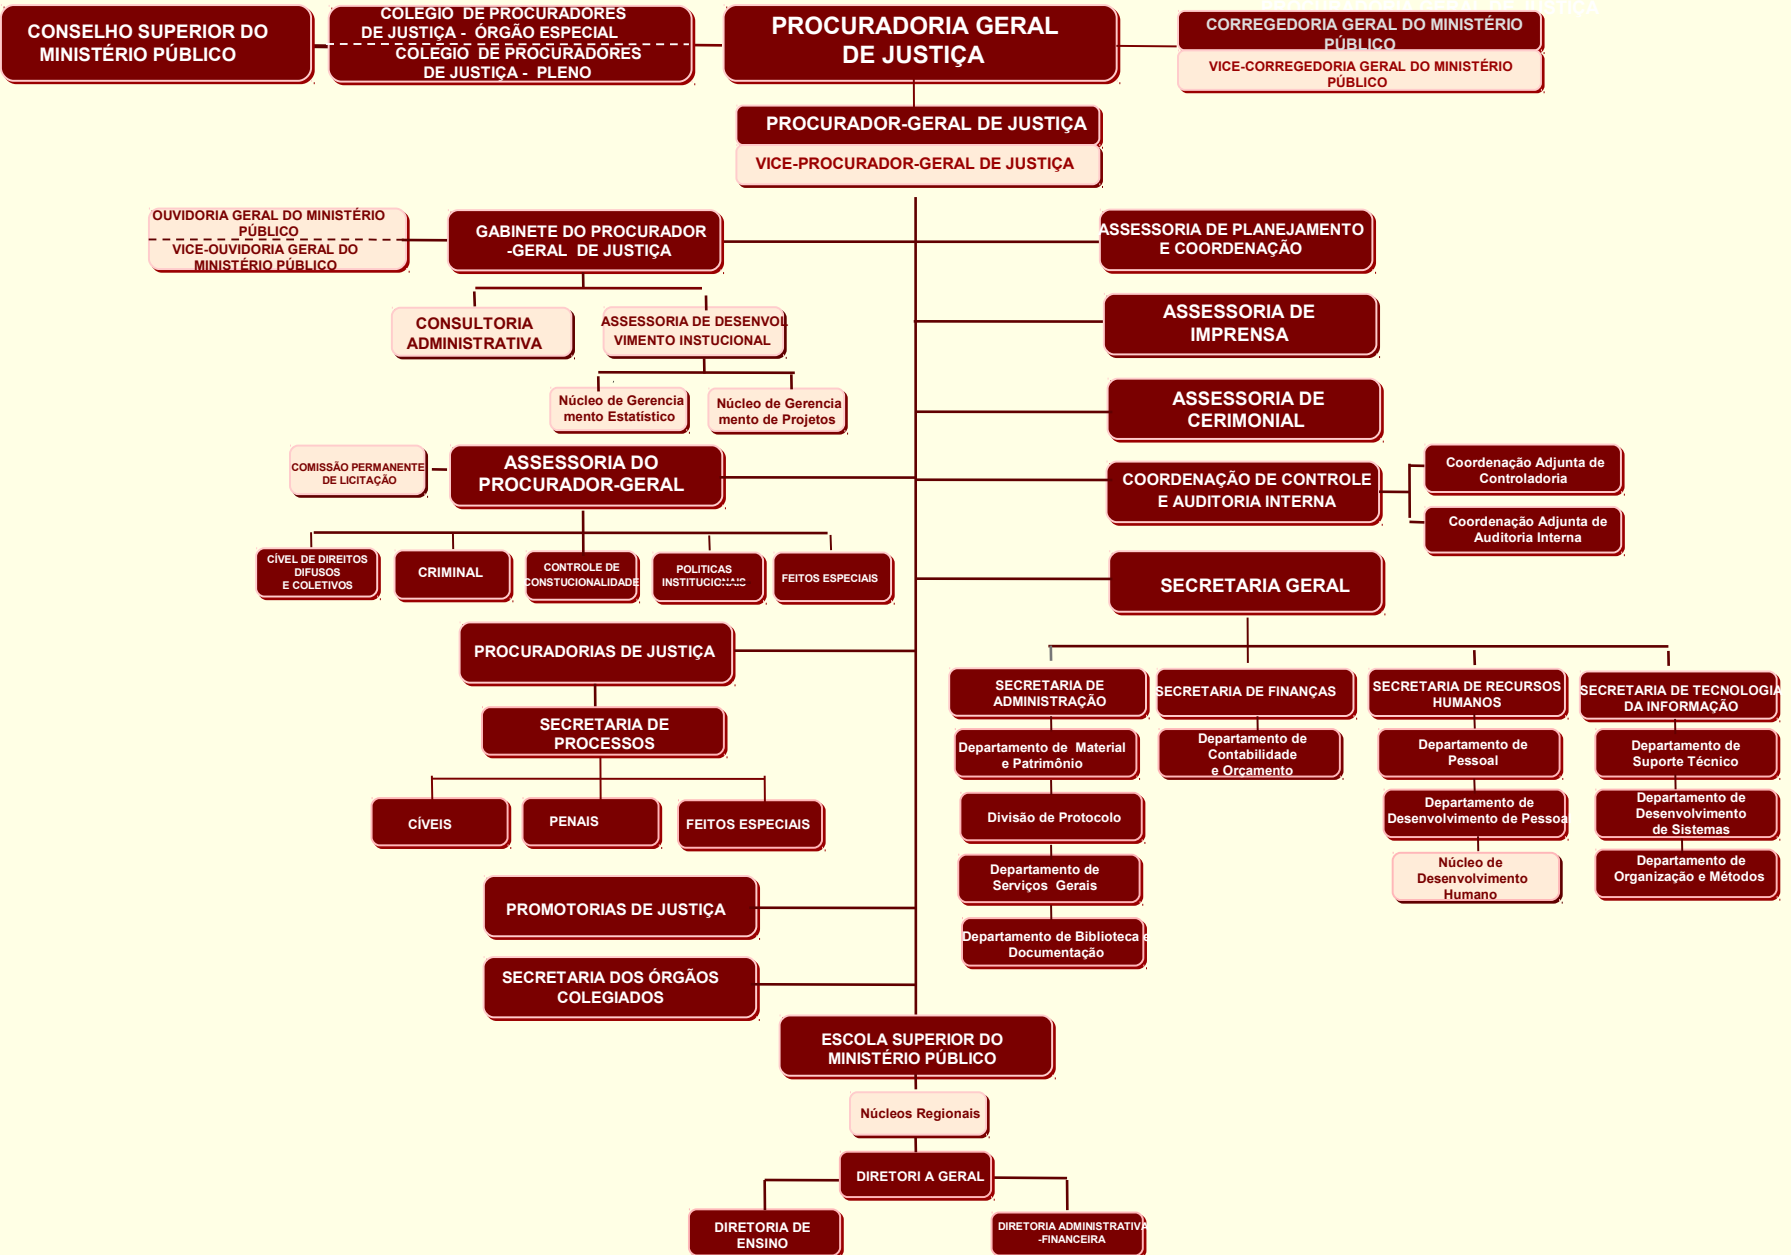 CONSELHO SUPERIOR DO
MINISTÉRIO PÚBLICO
COLEGIO DE PROCURADORES
DE JUSTIÇA - ÓRGÃO ESPECIAL
COLEGIO DE PROCURADORES
DE JUSTIÇA - PLENO
PROCURADORIA GERAL
DE JUSTIÇA
CORREGEDORIA GERAL DO MINISTÉRIO
PÚBLICO
VICE-CORREGEDORIA GERAL DO MINISTÉRIO
PÚBLICO
PROCURADOR-GERAL DE JUSTIÇA
VICE-PROCURADOR-GERAL DE JUSTIÇA
OUVIDORIA GERAL DO MINISTÉRIO
PÚBLICO
VICE-OUVIDORIA GERAL DO
MINISTÉRIO PÚBLICO
GABINETE DO PROCURADOR
-GERAL DE JUSTIÇA
ASSESSORIA DE PLANEJAMENTO
E COORDENAÇÃO
CONSULTORIA
ADMINISTRATIVA
ASSESSORIA DE DESENVOL
VIMENTO INSTUCIONAL
ASSESSORIA DE
IMPRENSA
Núcleo de Gerencia
mento Estatístico
Núcleo de Gerencia
mento de Projetos
ASSESSORIA DE
CERIMONIAL
COMISSÃO PERMANENTE
DE LICITAÇÃO
ASSESSORIA DO
PROCURADOR-GERAL
COORDENAÇÃO DE CONTROLE
E AUDITORIA INTERNA
Coordenação Adjunta de
Controladoria
Coordenação Adjunta de
Auditoria Interna
CÍVEL DE DIREITOS
DIFUSOS
E COLETIVOS
CRIMINAL
CONTROLE DE
CONSTUCIONALIDADE
POLITICAS
INSTITUCIONAIS
FEITOS ESPECIAIS
SECRETARIA GERAL
PROCURADORIAS DE JUSTIÇA
SECRETARIA DE
PROCESSOS
CÍVEIS
PENAIS
FEITOS ESPECIAIS
SECRETARIA DE
ADMINISTRAÇÃO
SECRETARIA DE FINANÇAS
SECRETARIA DE RECURSOS
HUMANOS
SECRETARIA DE TECNOLOGIA
DA INFORMAÇÃO
Departamento de Material
e Patrimônio
Departamento de
Contabilidade
e Orçamento
Departamento de
Pessoal
Departamento de
Suporte Técnico
Divisão de Protocolo
Departamento de
Desenvolvimento de Pessoa
Departamento de
Desenvolvimento
de Sistemas
Departamento de
Serviços Gerais
Núcleo de
Desenvolvimento
Humano
Departamento de
Organização e Métodos
Departamento de Biblioteca e
Documentação
PROMOTORIAS DE JUSTIÇA
SECRETARIA DOS ÓRGÃOS
COLEGIADOS
ESCOLA SUPERIOR DO
MINISTÉRIO PÚBLICO
Núcleos Regionais
DIRETORI A GERAL
DIRETORIA DE
ENSINO
DIRETORIA ADMINISTRATIVA
-FINANCEIRA